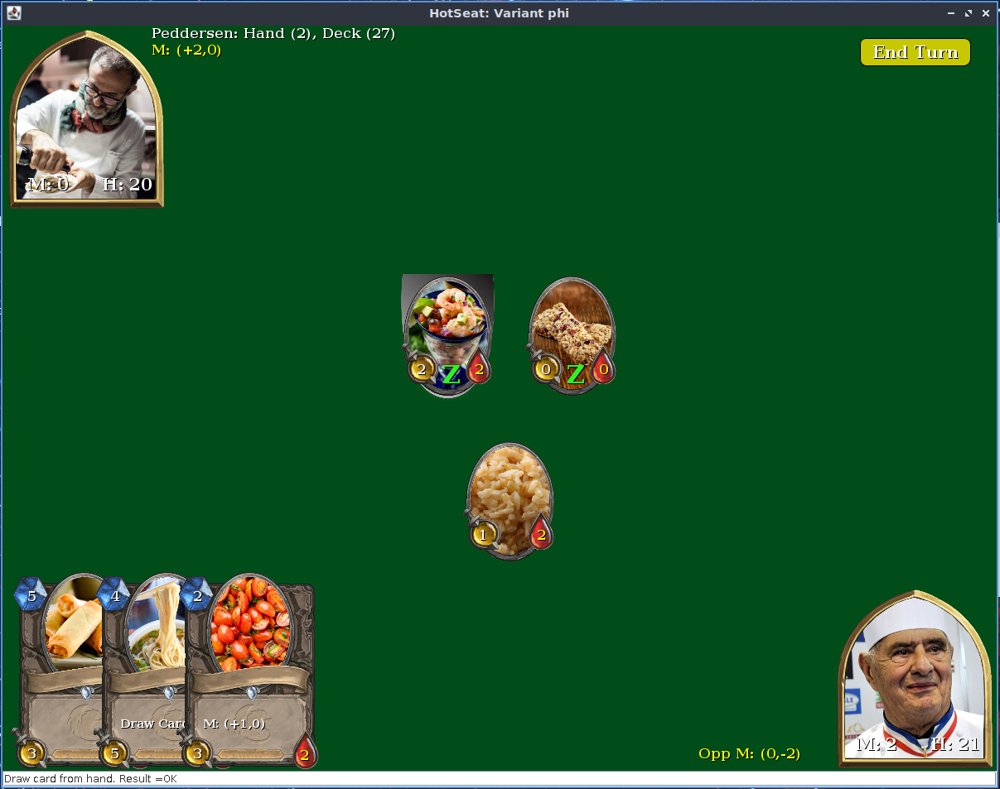 HotSeat: Variant phi
Peddersen: Hand (2), Deck (27)
M: (+2,0)
End Turn
M: 0 H: 20
2 Z 2
0 Z 0
1 2
5 4 2
Draw Card M: (+1,0)
3 5 3 2
Opp M: (0,-2)
M: 2 H: 21
Draw card from hand. Result =OK